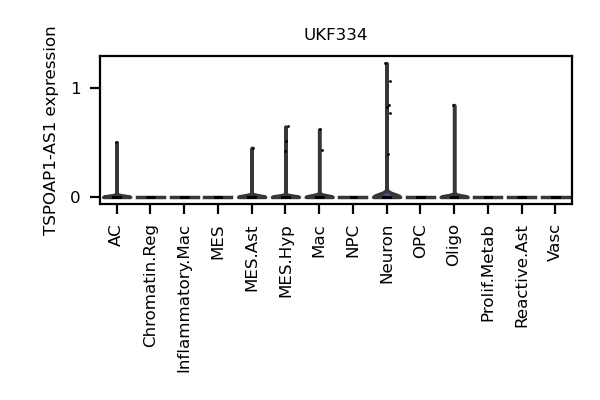 UKF334
TSPOAP1-AS1 expression
1
0
AC
Chromatin.Reg
Inflammatory.Mac
MES
MES.Ast
MES.Hyp
Mac
NPC
Neuron
OPC
Oligo
Prolif.Metab
Reactive.Ast
Vasc